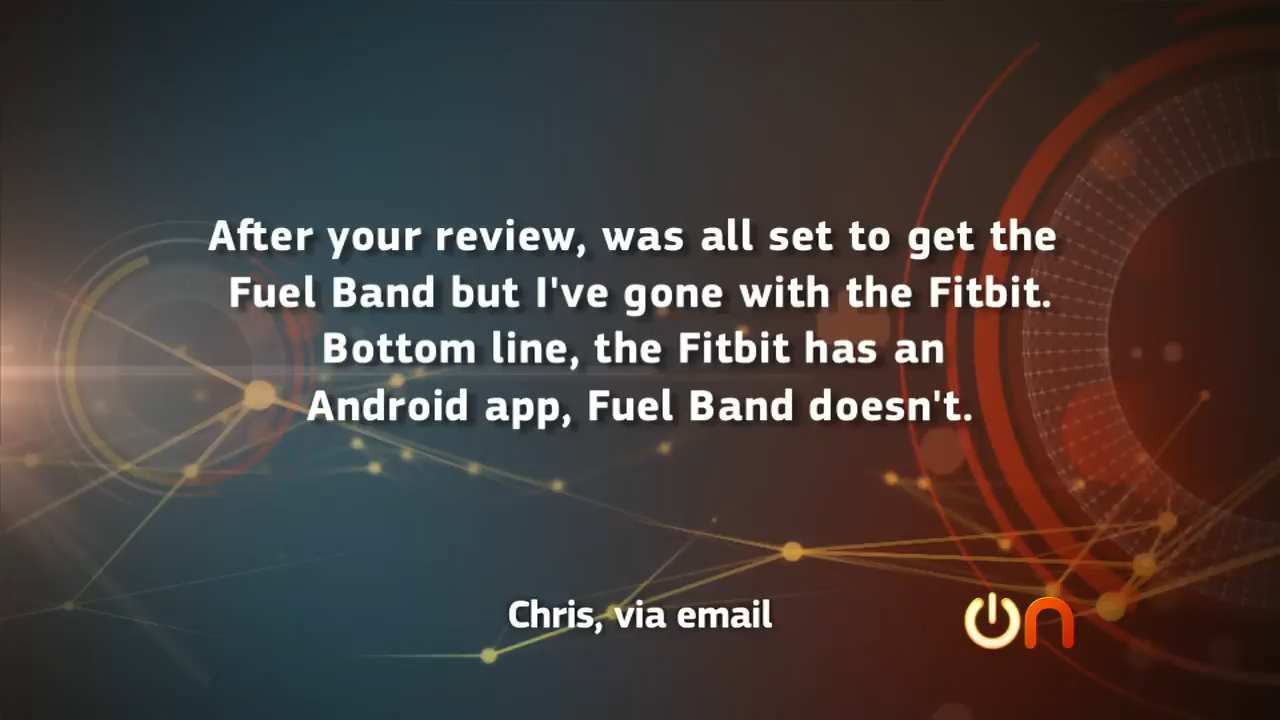 After your review, was all set to get the
Fuel Band but I've gone with the Fitbit.
Bottom line, the Fitbit has an
Android app, Fuel Band doesn't.
Chris, via email
on